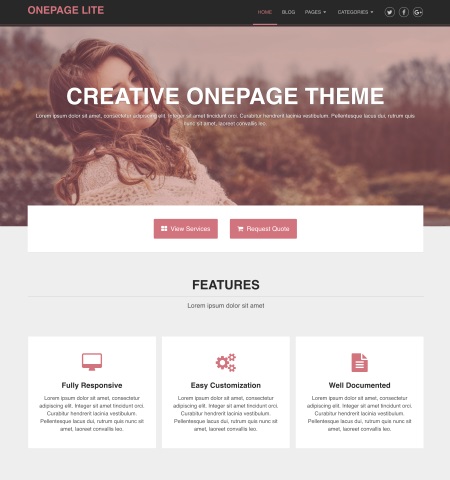 ONEPAGE LITE
HOME BLOG PAGES CATEGORIES
CREATIVE ONEPAGE THEME
Lorem ipsum dolor sit amet, consectetur adipiscing elit. Integer sit amet tincidunt orci. Curabitur hendrerit lacinia vestibulum. Pellentesque lacus dui, rutrum quis
sunt amet, laoreet convallis leo.
View Services Request Quote
FEATURES
Lorem ipsum dolor sit amet
Fully Responsive
Lorem ipsum dolor sit amet, consectetur
adipiscing elit. Integer sit amet tincidunt orci.
Curabitur hendrerit lacinia vestibulum.
Pellentesque lacus dui, rutrum quis sit amet,
laoreet convallis leo.
Easy Customization
Lorem ipsum dolor sit amet, consectetur
adipiscing elit. Integer sit amet tincidunt orci.
Curabitur hendrerit lacinia vestibulum.
Pellentesque lacus dui, rutrum quis sit amet,
laoreet convallis leo.
Well Documented
Lorem ipsum dolor sit amet, consectetur
adipiscing elit. Integer sit amet tincidunt orci.
Curabitur hendrerit lacinia vestibulum.
Pellentesque lacus dui, rutrum quis sit amet,
laoreet convallis leo.